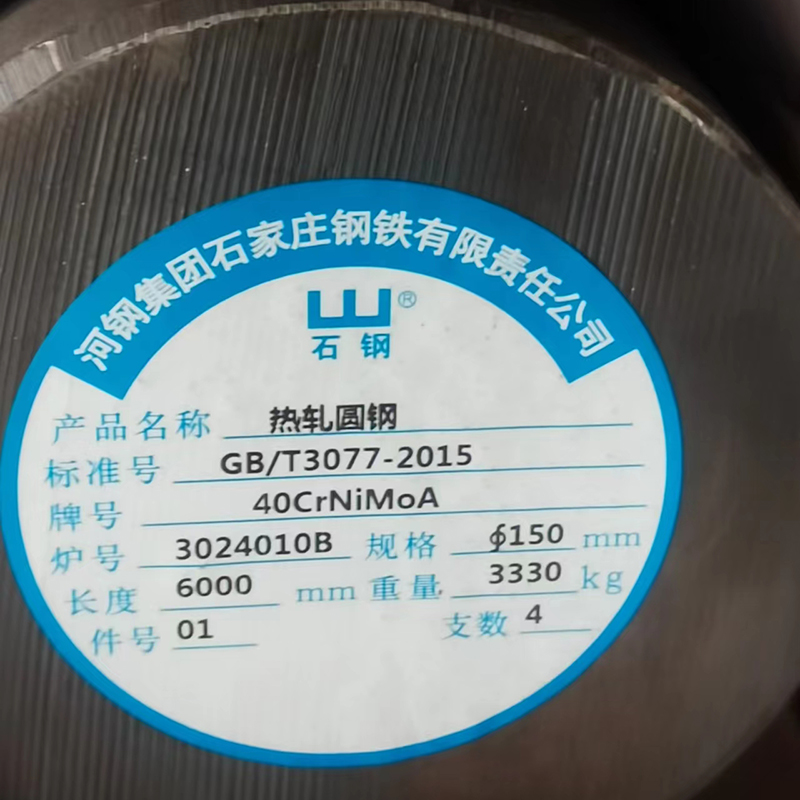 河钢集团石家庄钢铁有限责任公司
®
石钢
产品名称 热轧圆钢
标准号 GB/T3077-2015
牌号 40CrNiMoA
炉号 3024010B 规格 ∮150 mm
长度 6000 mm 重量 3330 kg
件号 01 支数 4